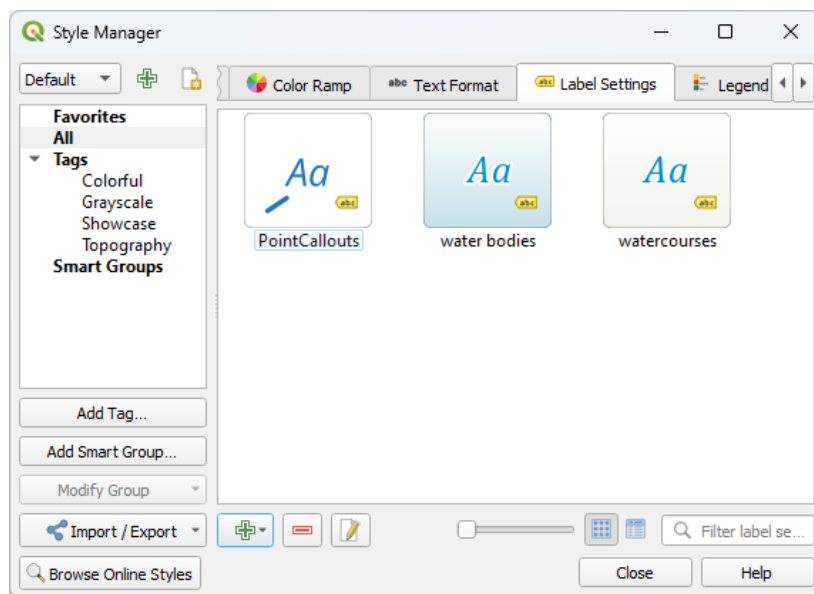 Style Manager
Default
Color Ramp
abc Text Format
abc Label Settings
Legend
Favorites
All
Tags
Colorful
Grayscale
Showcase
Topography
Smart Groups
Aa
abc
PointCallouts
Aa
abc
water bodies
Aa
abc
watercourses
Add Tag...
Add Smart Group...
Modify Group
Import / Export
Filter label se...
Browse Online Styles
Close
Help